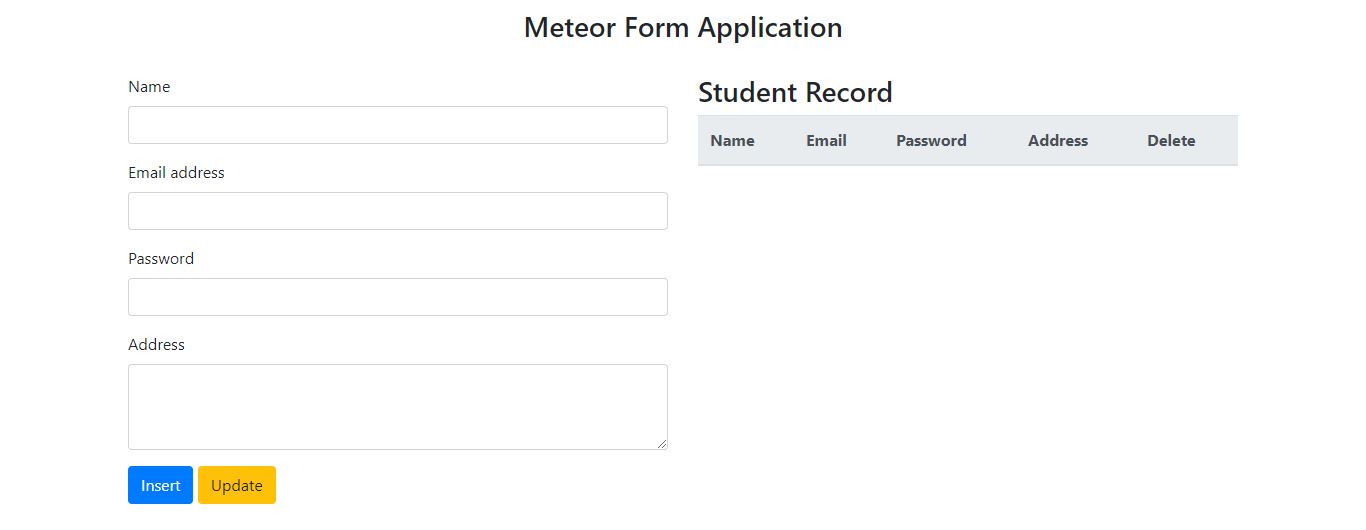 Meteor Form Application
Name
Email address
Password
Address
Insert Update
Student Record
Name Email Password Address Delete